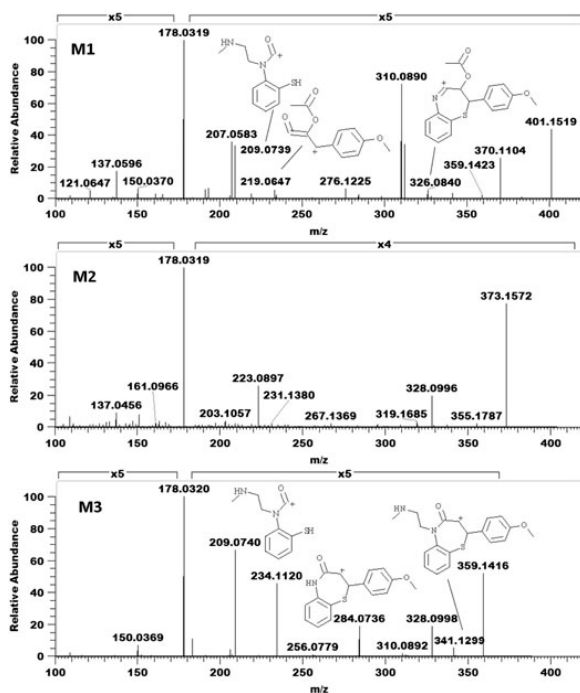 x5 x5
M1
178.0319
310.0890
401.1519
207.0583
209.0739
137.0596
121.0647
150.0370
219.0647
276.1225
326.0840
359.1423
370.1104
HN
N
O
+
SH
O
O
O
+
O
O
O
N
+
S
O
Relative Abundance
100
80
60
40
20
0
100 150 200 250 300 350 400
m/z
x5 x4
M2
178.0319
373.1572
223.0897
328.0996
161.0966
137.0456
203.1057
231.1380
267.1369
319.1685
355.1787
Relative Abundance
100
80
60
40
20
0
100 150 200 250 300 350 400
m/z
x5 x5
M3
178.0320
209.0740
234.1120
359.1416
150.0369
256.0779
284.0736
310.0892
328.0998
341.1299
HN
N
O
+
SH
O
HN
+
S
O
HN
O
N
+
S
O
Relative Abundance
100
80
60
40
20
0
100 150 200 250 300 350 400
m/z